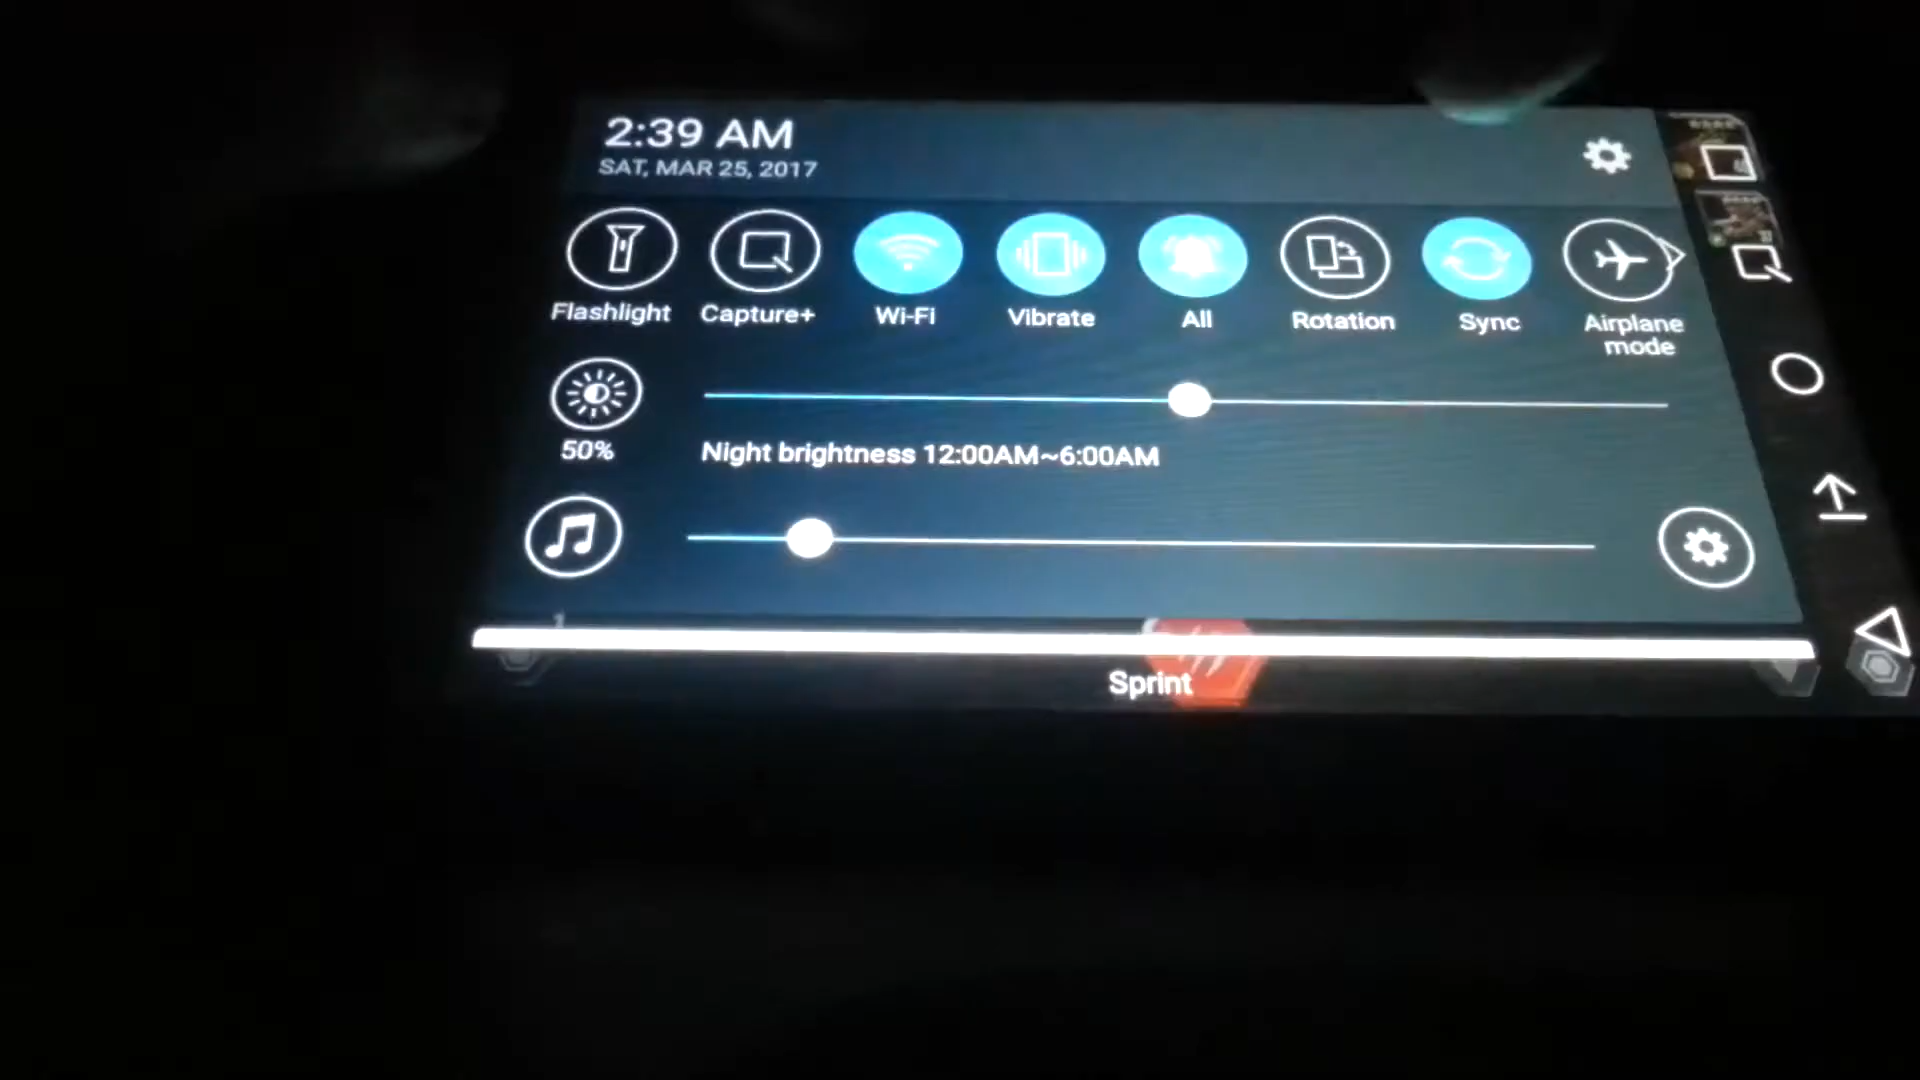 2:39 AM
SAT, MAR 25, 2017
Flashlight
Capture+
Wi-Fi
Vibrate
All
Rotation
Sync
Airplane
mode
50%
Night brightness 12:00AM~6:00AM
1
Sprint